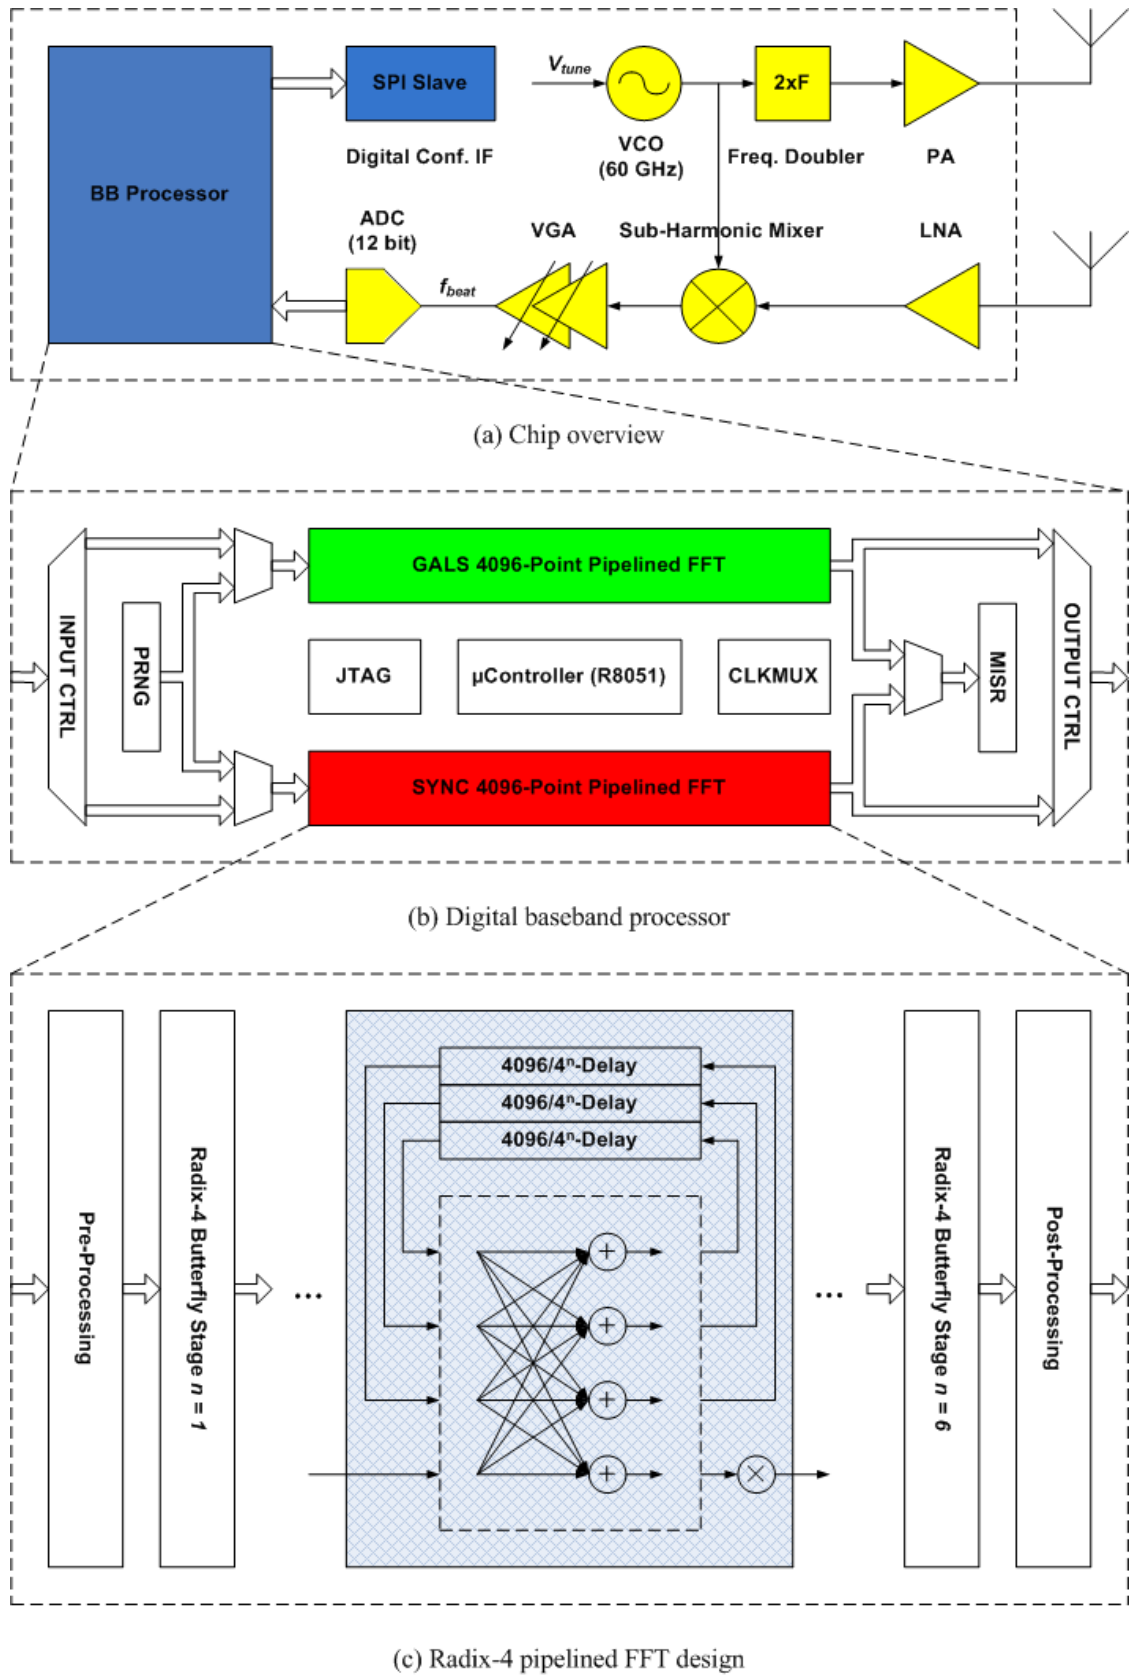 BB Processor
SPI Slave
Digital Conf. IF
V_tune
VCO
(60 GHz)
2xF
Freq. Doubler
PA
ADC
(12 bit)
f_beat
VGA
Sub-Harmonic Mixer
LNA
(a) Chip overview
INPUT CTRL
PRNG
GALS 4096-Point Pipelined FFT
JTAG
µController (R8051)
CLKMUX
SYNC 4096-Point Pipelined FFT
MISR
OUTPUT CTRL
(b) Digital baseband processor
Pre-Processing
Radix-4 Butterfly Stage n = 1
...
4096/4ⁿ-Delay
4096/4ⁿ-Delay
4096/4ⁿ-Delay
+
+
+
+
×
...
Radix-4 Butterfly Stage n = 6
Post-Processing
(c) Radix-4 pipelined FFT design